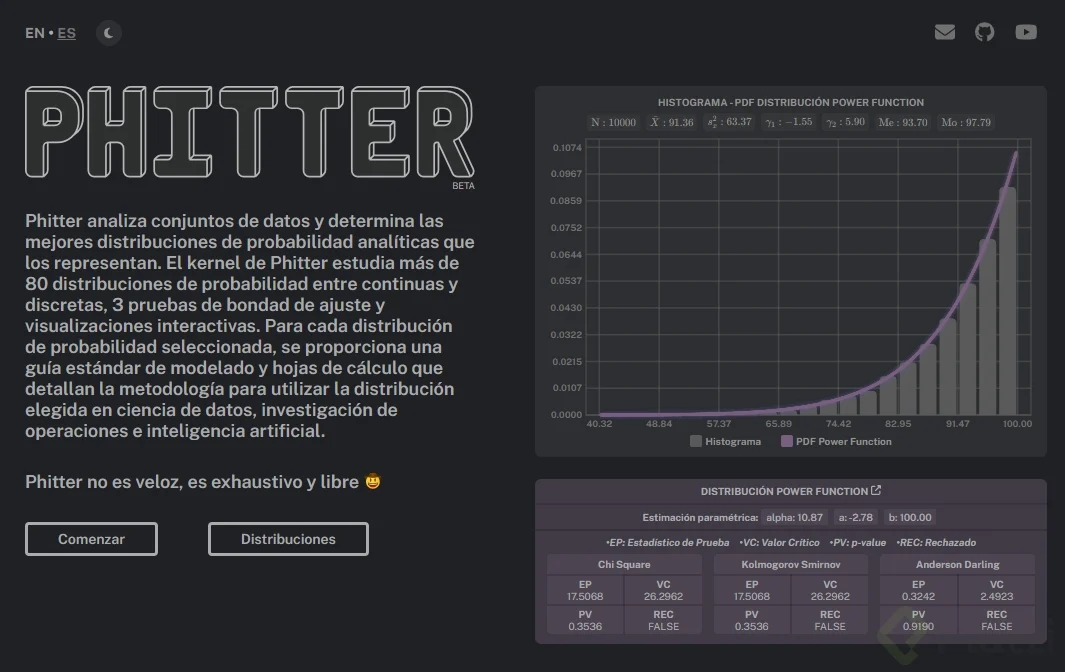 EN • ES
PHITTER
BETA
Phitter analiza conjuntos de datos y determina las
mejores distribuciones de probabilidad analíticas que
los representan. El kernel de Phitter estudia más de
80 distribuciones de probabilidad entre continuas y
discretas, 3 pruebas de bondad de ajuste y
visualizaciones interactivas. Para cada distribución
de probabilidad seleccionada, se proporciona una
guía estándar de modelado y hojas de cálculo que
detallan la metodología para utilizar la distribución
elegida en ciencia de datos, investigación de
operaciones e inteligencia artificial.
Phitter no es veloz, es exhaustivo y libre 🤠
Comenzar Distribuciones
HISTOGRAMA - PDF DISTRIBUCIÓN POWER FUNCTION
N : 10000 X̄ : 91.36 s²ₓ : 63.37 γ₁ : −1.55 γ₂ : 5.90 Me : 93.70 Mo : 97.79
0.1074
0.0967
0.0859
0.0752
0.0644
0.0537
0.0430
0.0322
0.0215
0.0107
0.0000
40.32 48.84 57.37 65.89 74.42 82.95 91.47 100.00
Histograma PDF Power Function
DISTRIBUCIÓN POWER FUNCTION
Estimación paramétrica: alpha: 10.87 a: -2.78 b: 100.00
•EP: Estadístico de Prueba •VC: Valor Crítico •PV: p-value •REC: Rechazado
Chi Square Kolmogorov Smirnov Anderson Darling
EP VC EP VC EP VC
17.5068 26.2962 17.5068 26.2962 0.3242 2.4923
PV REC PV REC PV REC
0.3536 FALSE 0.3536 FALSE 0.9190 FALSE